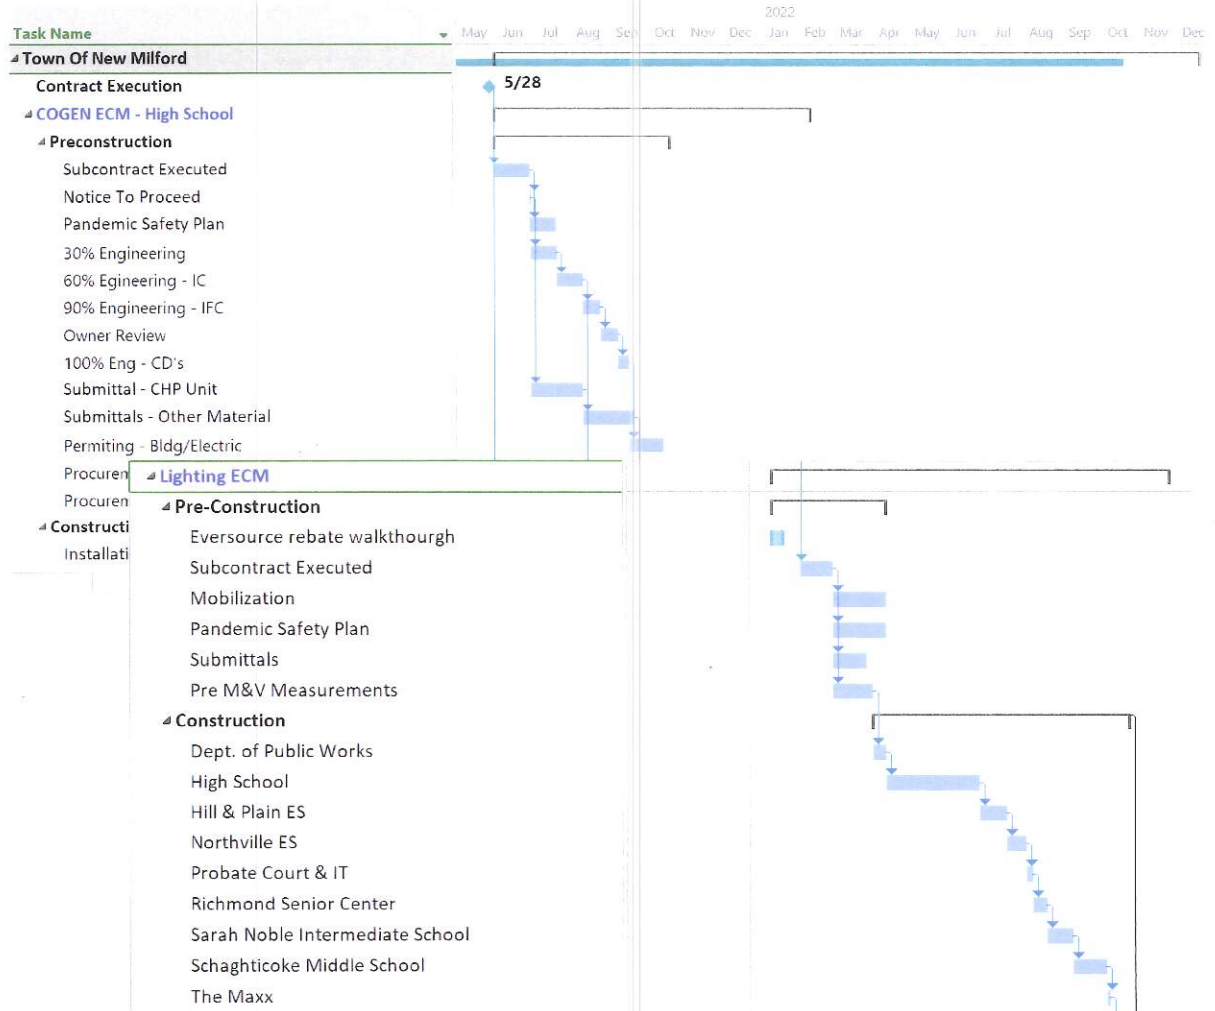 2022
Task Name May Jun Jul Aug Sep Oct Nov Dec Jan Feb Mar Apr May Jun Jul Aug Sep Oct Nov Dec
Town Of New Milford
Contract Execution 5/28
COGEN ECM - High School
Preconstruction
Subcontract Executed
Notice To Proceed
Pandemic Safety Plan
30% Engineering
60% Egineering - IC
90% Engineering - IFC
Owner Review
100% Eng - CD's
Submittal - CHP Unit
Submittals - Other Material
Permiting - Bldg/Electric
Procuren
Lighting ECM
Procuren
Pre-Construction
Constructi
Eversource rebate walkthourgh
Installati
Subcontract Executed
Mobilization
Pandemic Safety Plan
Submittals
Pre M&V Measurements
Construction
Dept. of Public Works
High School
Hill & Plain ES
Northville ES
Probate Court & IT
Richmond Senior Center
Sarah Noble Intermediate School
Schaghticoke Middle School
The Maxx